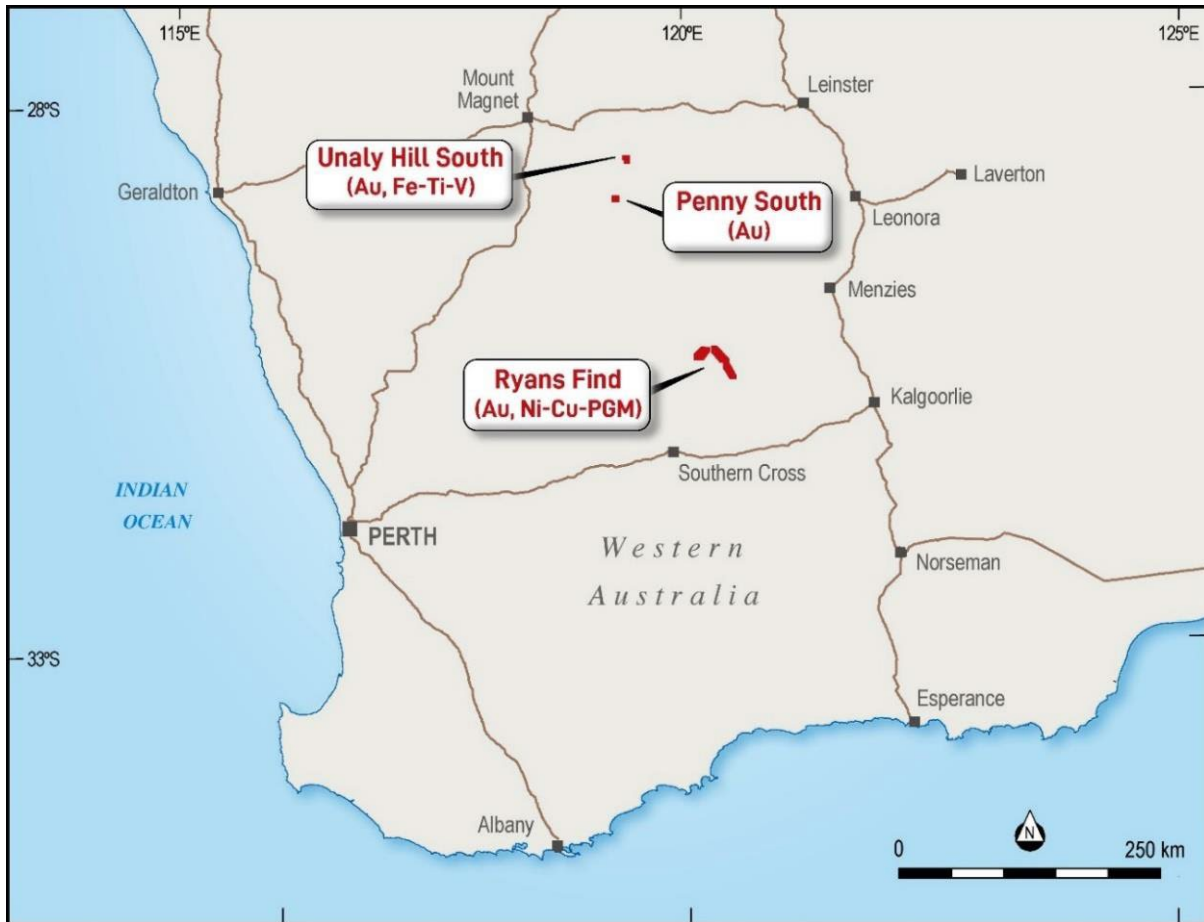 115ºE
120ºE
125ºE
28ºS
Mount
Magnet
Leinster
Unaly Hill South
(Au, Fe-Ti-V)
Laverton
Geraldton
Penny South
(Au)
Leonora
Menzies
Ryans Find
(Au, Ni-Cu-PGM)
Kalgoorlie
Southern Cross
INDIAN
OCEAN
PERTH
Western
Australia
Norseman
33ºS
Esperance
Albany
N
0
250 km